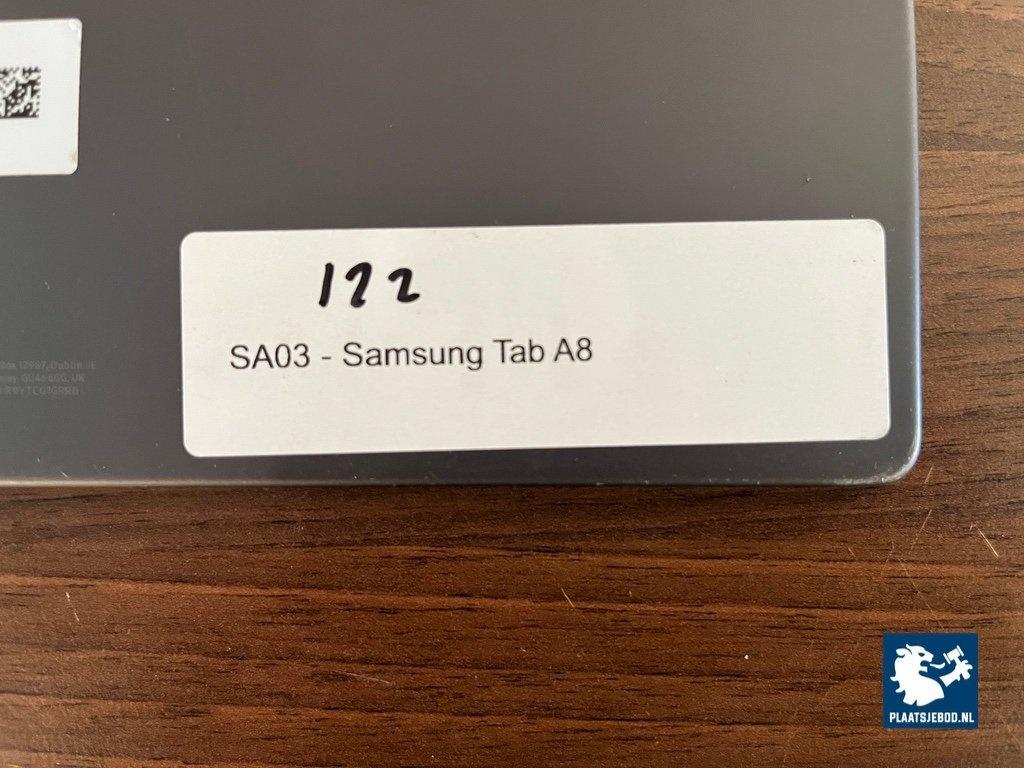 122
SA03 - Samsung Tab A8
PLAATSJEBOD.NL